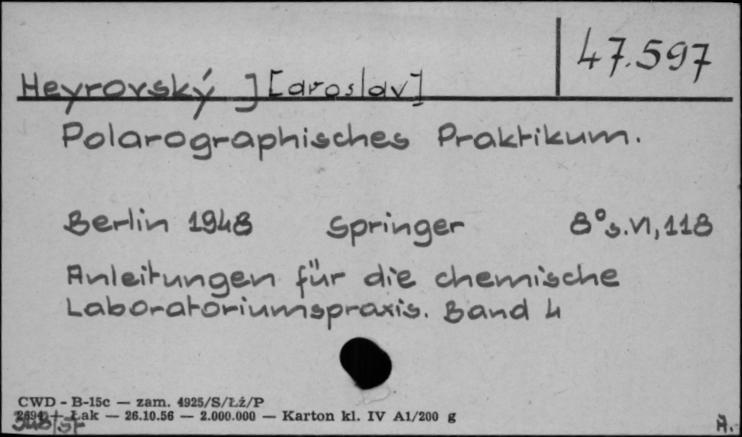 47.597
Heyrovský J[aroslav]
Polarographisches Praktikum.
Berlin 1948 Springer 8° s. VI, 118
Anleitungen für die chemische
Laboratoriumspraxis. Band 4
CWD - B-15c — zam. 4925/S/Łź/P
Łak — 26.10.56 — 2.000.000 — Karton kl. IV A1/200 g